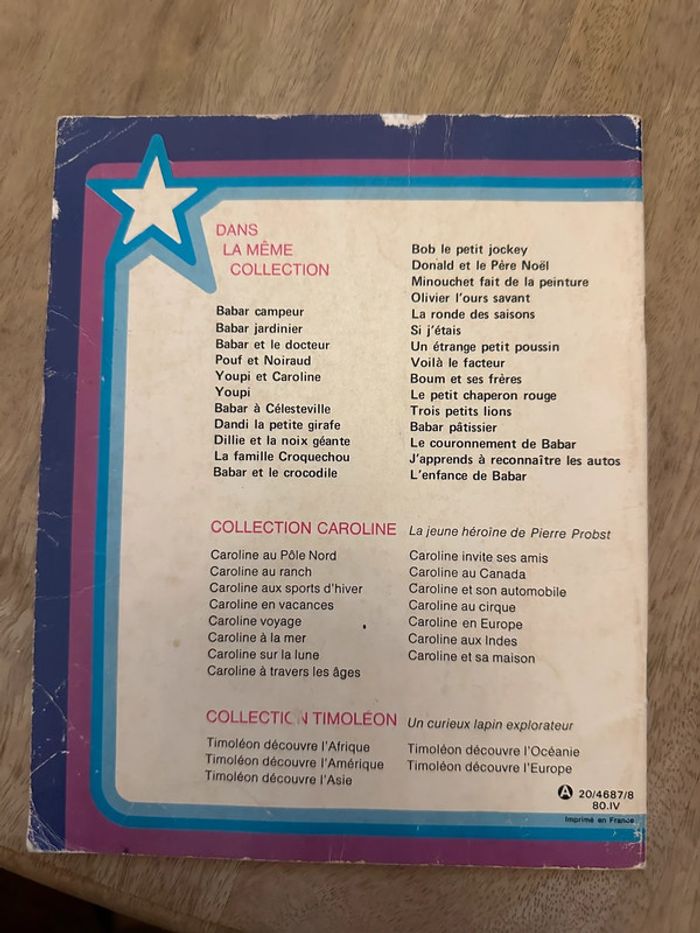 DANS
LA MÊME
COLLECTION
Babar campeur
Babar jardinier
Babar et le docteur
Pouf et Noiraud
Youpi et Caroline
Youpi
Babar à Célesteville
Dandi la petite girafe
Dillie et la noix géante
La famille Croquechou
Babar et le crocodile
Bob le petit jockey
Donald et le Père Noël
Minouchet fait de la peinture
Olivier l'ours savant
La ronde des saisons
Si j'étais
Un étrange petit poussin
Voilà le facteur
Boum et ses frères
Le petit chaperon rouge
Trois petits lions
Babar pâtissier
Le couronnement de Babar
J'apprends à reconnaître les autos
L'enfance de Babar
COLLECTION CAROLINE La jeune héroïne de Pierre Probst
Caroline au Pôle Nord
Caroline au ranch
Caroline aux sports d'hiver
Caroline en vacances
Caroline voyage
Caroline à la mer
Caroline sur la lune
Caroline à travers les âges
Caroline invite ses amis
Caroline au Canada
Caroline et son automobile
Caroline au cirque
Caroline en Europe
Caroline aux Indes
Caroline et sa maison
COLLECTION TIMOLÉON Un curieux lapin explorateur
Timoléon découvre l'Afrique
Timoléon découvre l'Amérique
Timoléon découvre l'Asie
Timoléon découvre l'Océanie
Timoléon découvre l'Europe
A 20/4687/8
80.IV
Imprimé en France